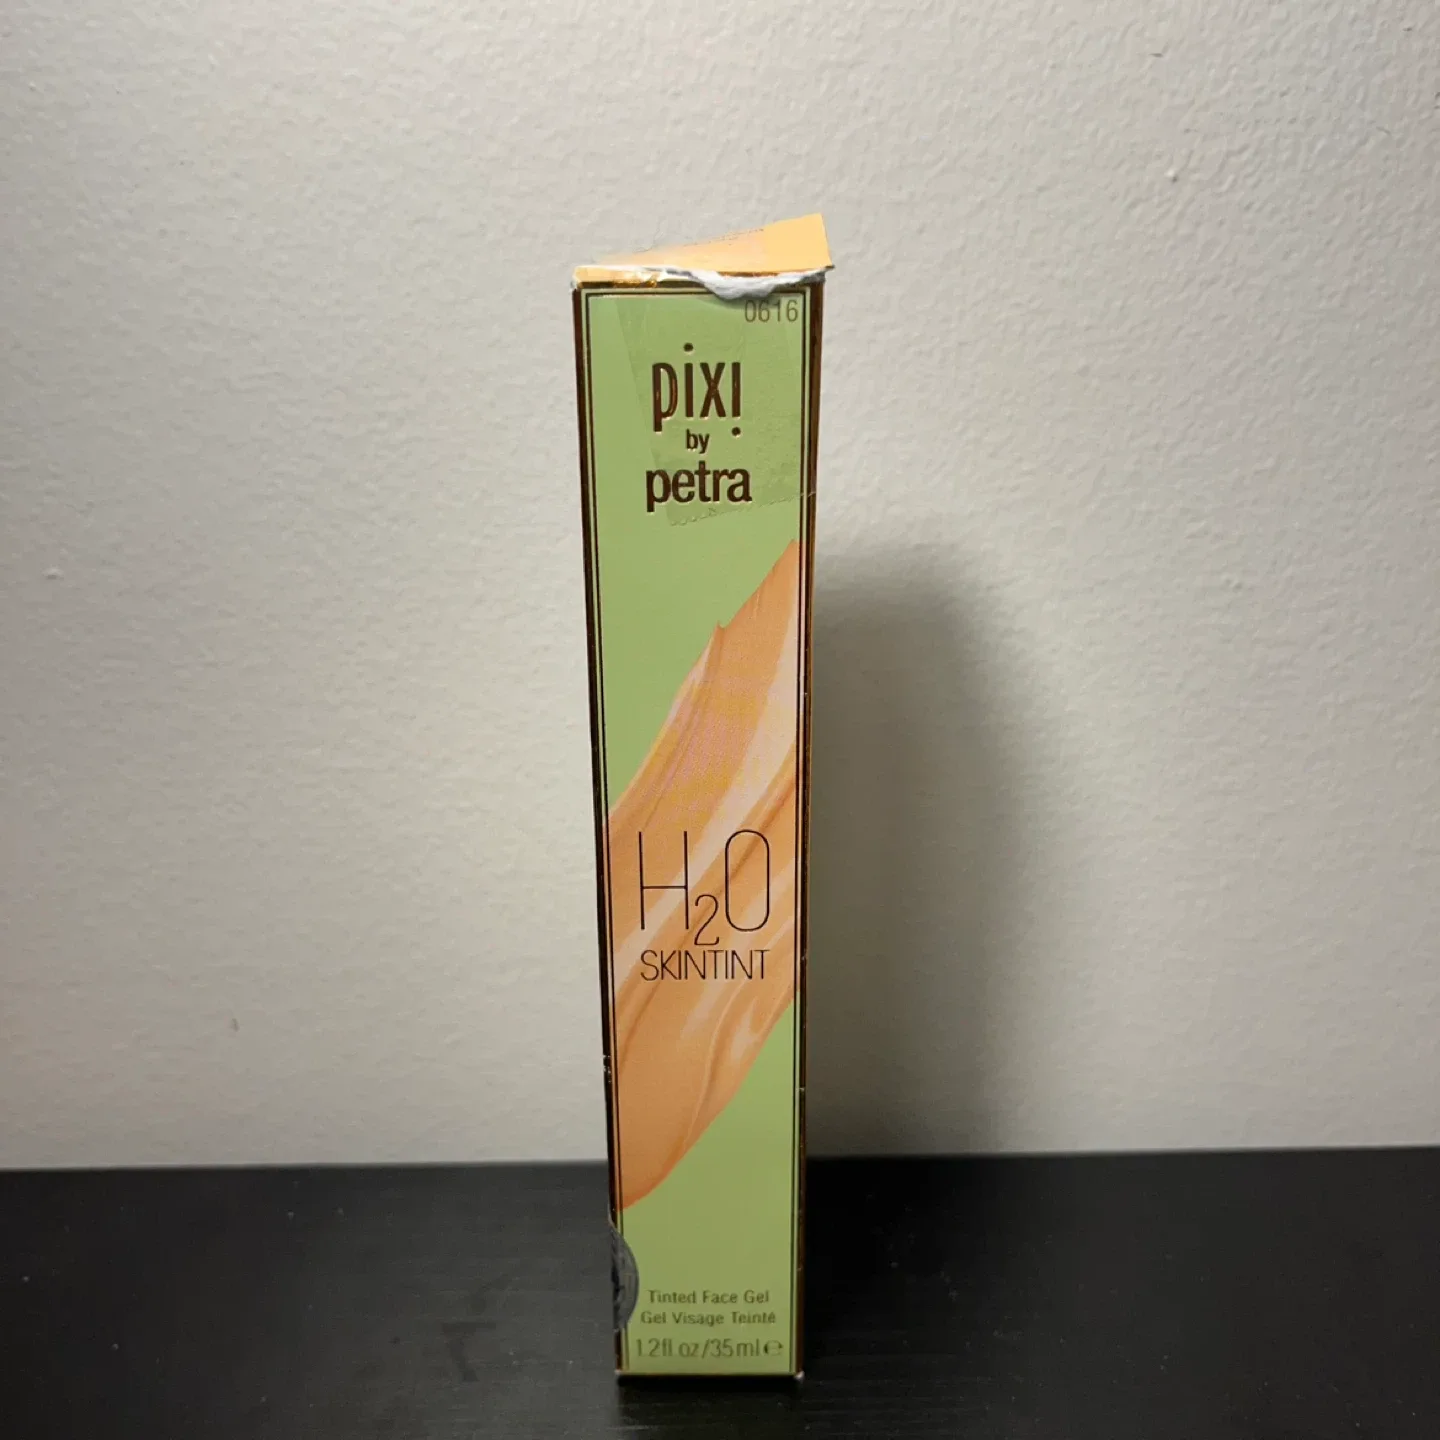 0616
pixi
by
petra
H2O
SKINTINT
Tinted Face Gel
Gel Visage Teinté
1.2fl oz/35ml ℮